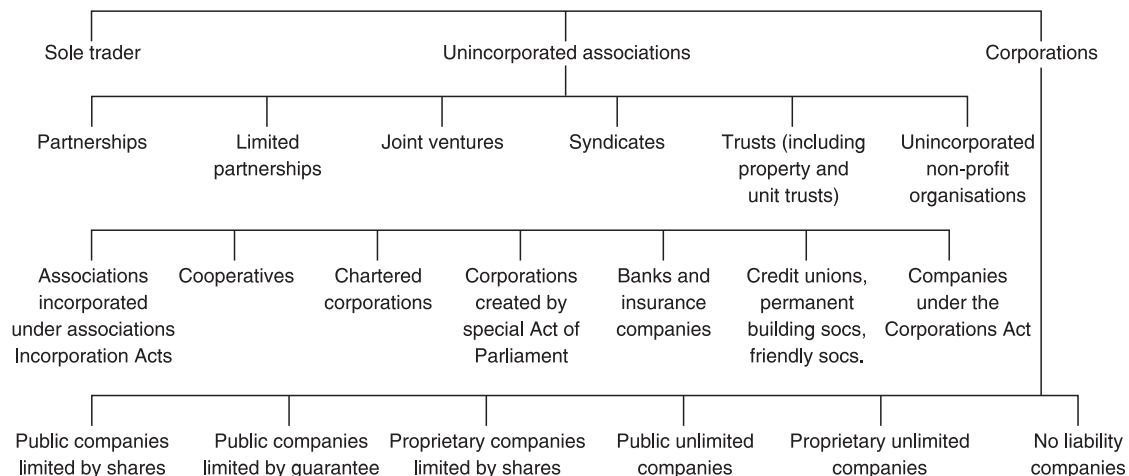 Sole trader
Unincorporated associations
Corporations
Partnerships
Limited
partnerships
Joint ventures
Syndicates
Trusts (including
property and
unit trusts)
Unincorporated
non-profit
organisations
Associations
incorporated
under associations
Incorporation Acts
Cooperatives
Chartered
corporations
Corporations
created by
special Act of
Parliament
Banks and
insurance
companies
Credit unions,
permanent
building socs,
friendly socs.
Companies
under the
Corporations Act
Public companies
limited by shares
Public companies
limited by guarantee
Proprietary companies
limited by shares
Public unlimited
companies
Proprietary unlimited
companies
No liability
companies